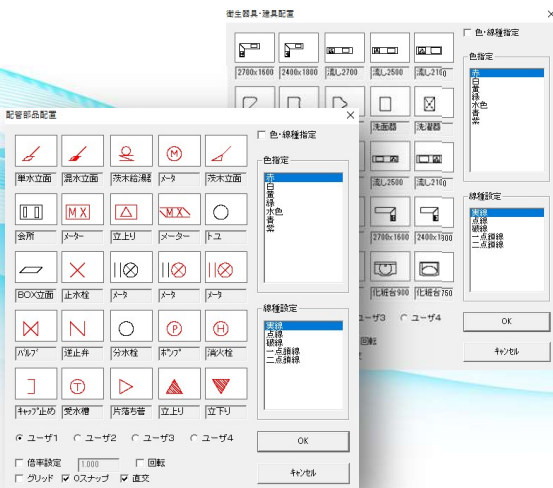 衛生器具・建具配置
色・線種指定
2700x1600 2400x1800 流し2700 流し2500 流し210
色指定
赤
白
黄
緑
水色
青
紫
洗面器 洗濯器
流し2500 流し210
2700x1600 2400x1900
化粧台900 化粧台750
線種設定
実線
点線
破線
一点鎖線
二点鎖線
ーザ3 ユーザ4
回転
OK
キャンセル
配管部品配置
色・線種指定
単水立面 混水立面 茨木給湯器 メータ 茨木立面
M
会所 メーター 立上り メーター トユ
M X
M X
BOX立面 止水栓 メータ メータ メータ
バルブ 逆止弁 分水栓 ポンプ 消火栓
P
H
キャップ止め 受水槽 片落ち管 立上り 立下り
T
色指定
赤
白
黄
緑
水色
青
紫
線種設定
実線
点線
破線
一点鎖線
二点鎖線
ユーザ1 ユーザ2 ユーザ3 ユーザ4
倍率設定 1.000 回転
グリッド 0スナップ 直交
OK
キャンセル